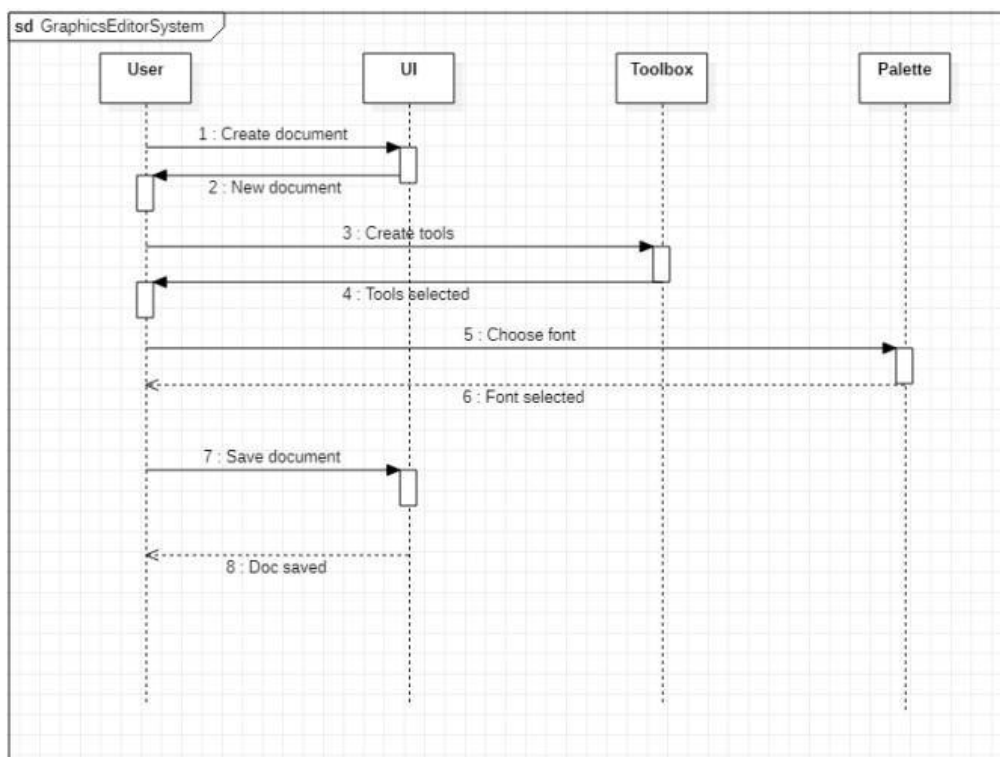 sd GraphicsEditorSystem
User
UI
Toolbox
Palette
1 : Create document
2 : New document
3 : Create tools
4 : Tools selected
5 : Choose font
6 : Font selected
7 : Save document
8 : Doc saved